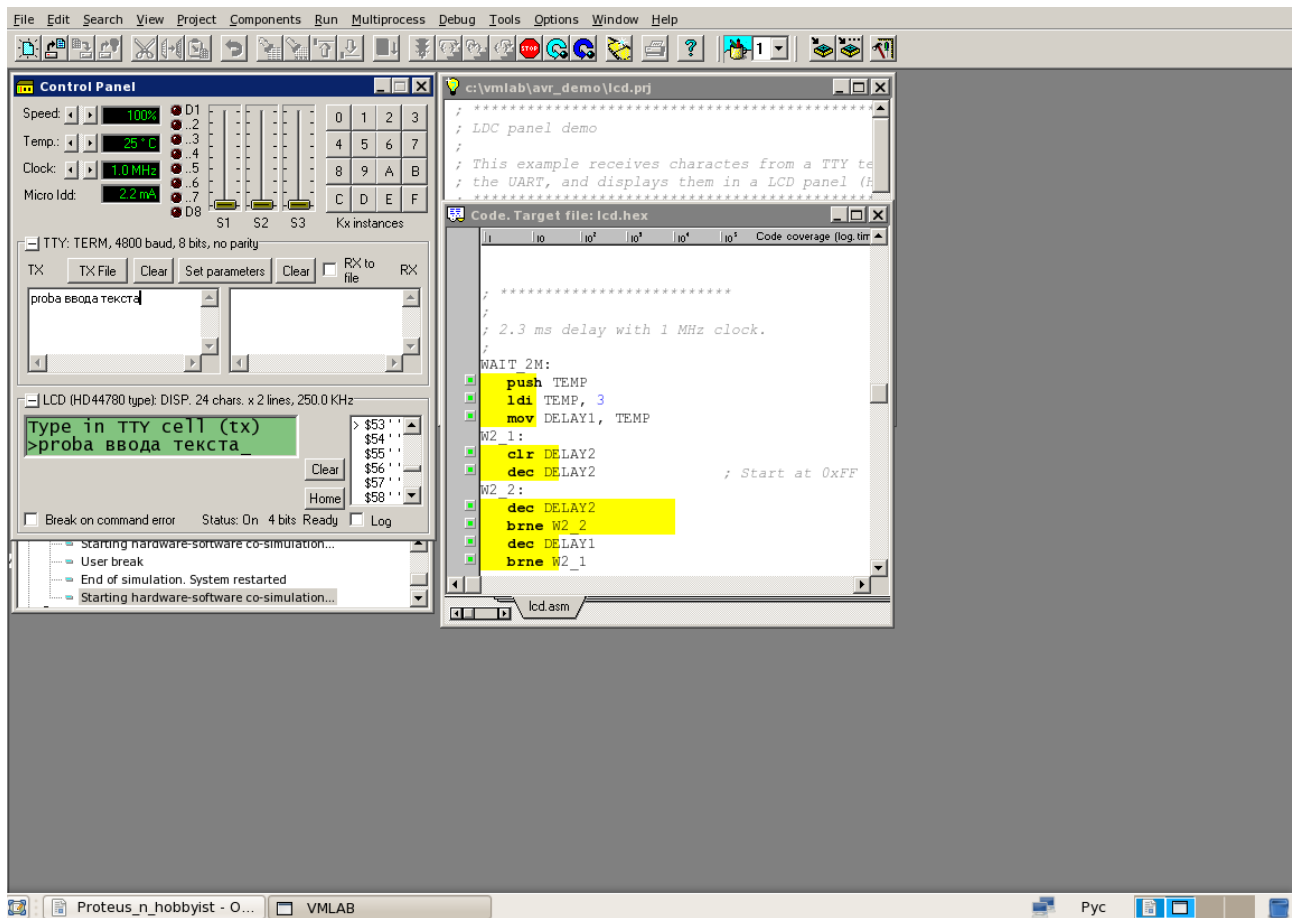 File Edit Search View Project Components Run Multiprocess Debug Tools Options Window Help
STOP ? 1
Control Panel
Speed: 100%
Temp.: 25 ° C
Clock: 1.0 MHz
Micro Idd: 2.2 mA
D1
..2
..3
..4
..5
..6
..7
D8
S1 S2 S3
0 1 2 3
4 5 6 7
8 9 A B
C D E F
Kx instances
TTY: TERM, 4800 baud, 8 bits, no parity
TX TX File Clear Set parameters Clear RX to file RX
proba ввода текста
LCD (HD44780 type): DISP. 24 chars. x 2 lines, 250.0 KHz
Type in TTY cell (tx)
>proba ввода текста_
> $53 ' '
$54 ' '
$55 ' '
$56 ' '
$57 ' '
$58 ' '
Clear
Home
Break on command error Status: On 4 bits Ready Log
Starting hardware-software co-simulation...
User break
End of simulation. System restarted
Starting hardware-software co-simulation...
c:\vmlab\avr_demo\lcd.prj
; LDC panel demo
;
; This example receives charactes from a TTY te
; the UART, and displays them in a LCD panel (H
Code. Target file: lcd.hex
1 10 10² 10³ 10⁴ 10⁵ Code coverage (log. tim
; **************************
;
; 2.3 ms delay with 1 MHz clock.
;
WAIT_2M:
push TEMP
ldi TEMP, 3
mov DELAY1, TEMP
W2_1:
clr DELAY2
dec DELAY2 ; Start at 0xFF
W2_2:
dec DELAY2
brne W2_2
dec DELAY1
brne W2_1
lcd.asm
Proteus_n_hobbyist - O... VMLAB Рус